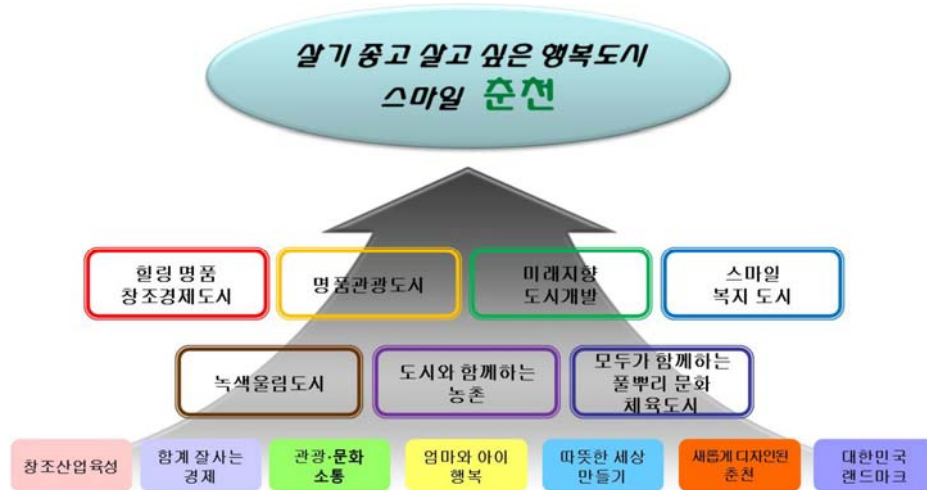 살기 좋고 살고 싶은 행복도시
스마일 춘천
힐링 명품
창조경제도시
명품관광도시
미래지향
도시개발
스마일
복지 도시
녹색울림도시
도시와 함께하는
농촌
모두가 함께하는
풀뿌리 문화
체육도시
창조산업육성
함께 잘사는
경제
관광·문화
소통
엄마와 아이
행복
따뜻한 세상
만들기
새롭게 디자인된
춘천
대한민국
랜드마크